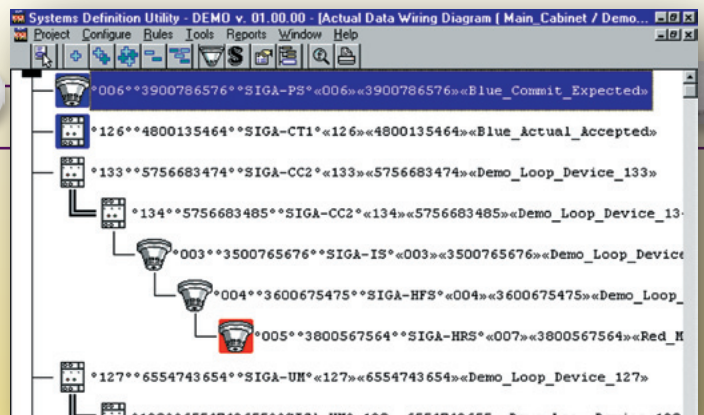 Systems Definition Utility - DEMO v. 01.00.00 - [Actual Data Wiring Diagram ( Main_Cabinet / Demo...
Project Configure Rules Tools Reports Window Help
°006°°3900786576°°SIGA-PS°«006»«3900786576»«Blue_Commit_Expected»
°126°°4800135464°°SIGA-CT1°«126»«4800135464»«Blue_Actual_Accepted»
°133°°5756683474°°SIGA-CC2°«133»«5756683474»«Demo_Loop_Device_133»
°134°°5756683485°°SIGA-CC2°«134»«5756683485»«Demo_Loop_Device_13
°003°°3500765676°°SIGA-IS°«003»«3500765676»«Demo_Loop_Device
°004°°3600675475°°SIGA-HFS°«004»«3600675475»«Demo_Loop_
°005°°3800567564°°SIGA-HRS°«007»«3800567564»«Red_M
°127°°6554743654°°SIGA-UM°«127»«6554743654»«Demo_Loop_Device_127»